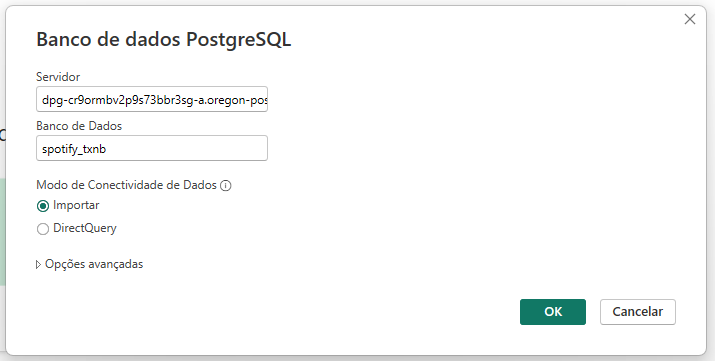 Banco de dados PostgreSQL
Servidor
dpg-cr9ormbv2p9s73bbr3sg-a.oregon-pos
Banco de Dados
spotify_txnb
Modo de Conectividade de Dados
Importar
DirectQuery
Opções avançadas
OK
Cancelar